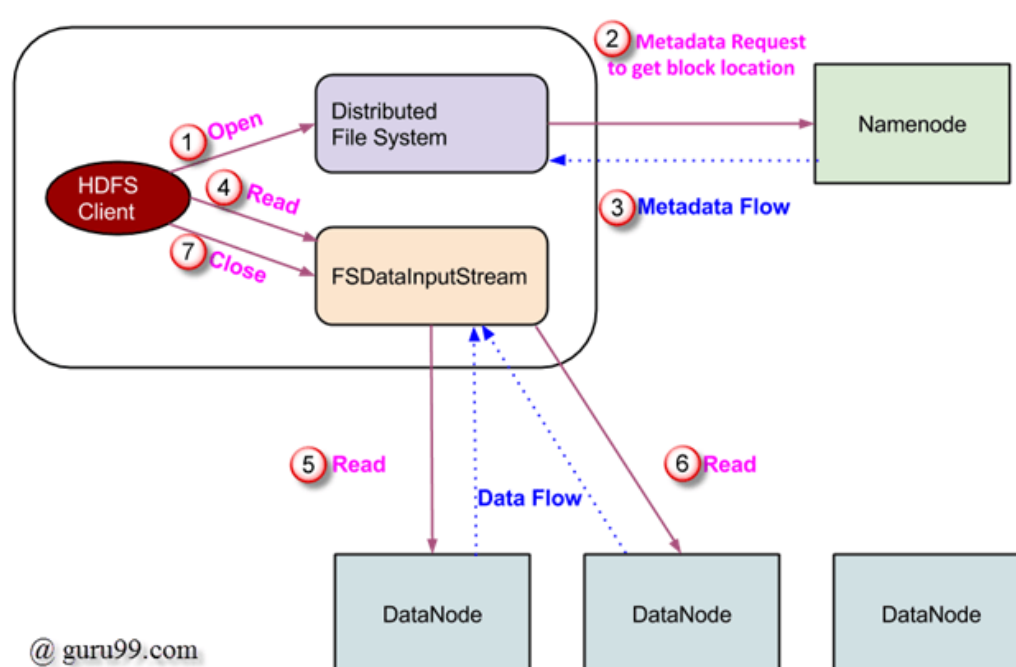 2 Metadata Request
to get block location
Distributed
File System
Namenode
1 Open
HDFS
Client
4 Read
3 Metadata Flow
7 Close
FSDataInputStream
5 Read
6 Read
Data Flow
DataNode
DataNode
DataNode
@ guru99.com